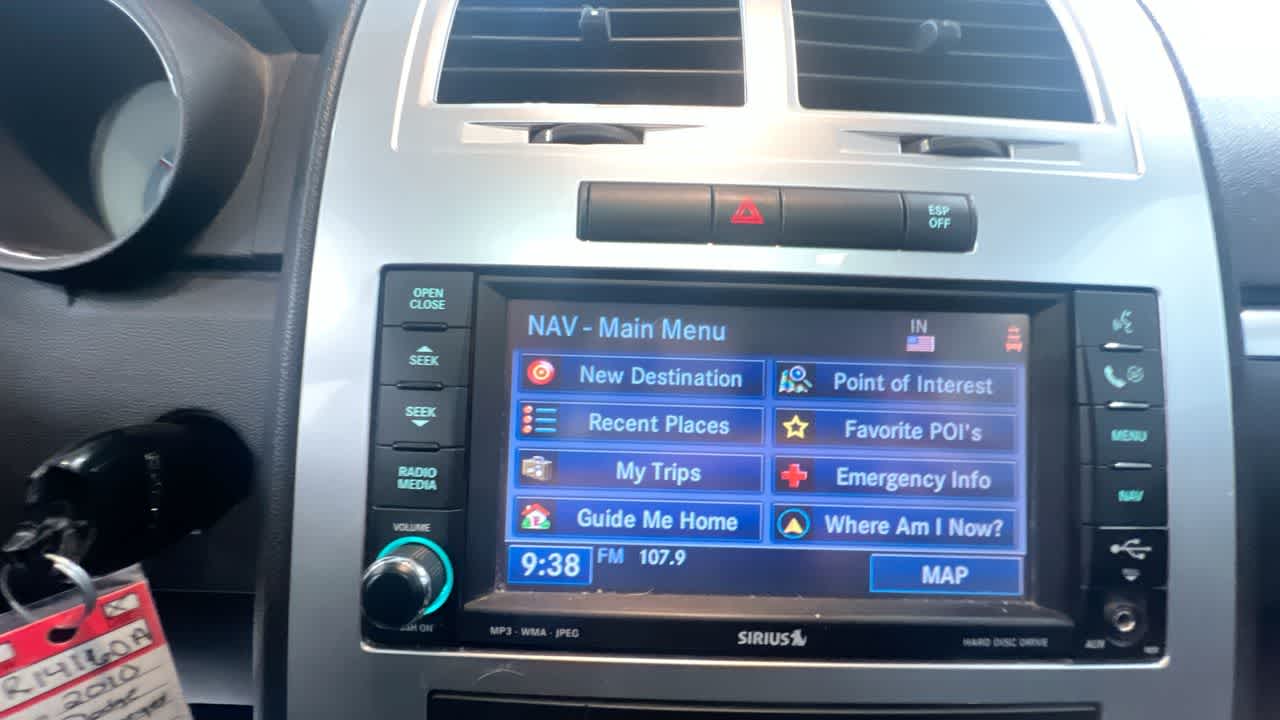 ESP
OFF
OPEN
CLOSE
SEEK
SEEK
RADIO
MEDIA
VOLUME
NAV - Main Menu
IN
New Destination
Point of Interest
Recent Places
Favorite POI's
My Trips
Emergency Info
Guide Me Home
Where Am I Now?
9:38
FM 107.9
MAP
MENU
NAV
MP3 - WMA - JPEG
SIRIUS
HARD DISC DRIVE
AUX
R14160A
2010
Dodge